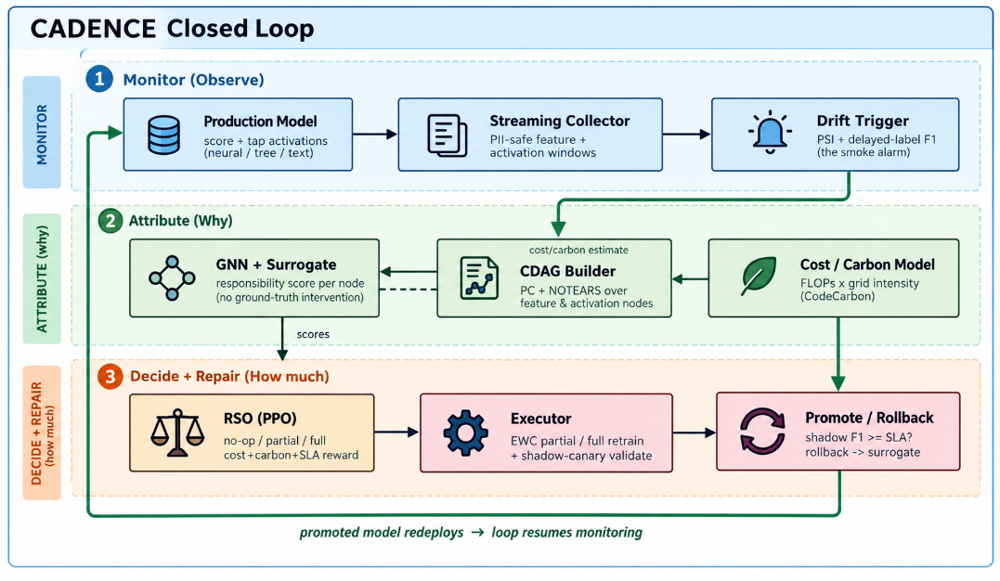 CADENCE Closed Loop
MONITOR
1 Monitor (Observe)
Production Model
score + tap activations
(neural / tree / text)
Streaming Collector
PII-safe feature +
activation windows
Drift Trigger
PSI + delayed-label F1
(the smoke alarm)
ATTRIBUTE (why)
2 Attribute (Why)
GNN + Surrogate
responsibility score per node
(no ground-truth intervention)
cost/carbon estimate
CDAG Builder
PC + NOTEARS over
feature & activation nodes
Cost / Carbon Model
FLOPs x grid intensity
(CodeCarbon)
scores
DECIDE + REPAIR
(how much)
3 Decide + Repair (How much)
RSO (PPO)
no-op / partial / full
cost+carbon+SLA reward
Executor
EWC partial / full retrain
+ shadow-canary validate
Promote / Rollback
shadow F1 >= SLA?
rollback -> surrogate
promoted model redeploys → loop resumes monitoring